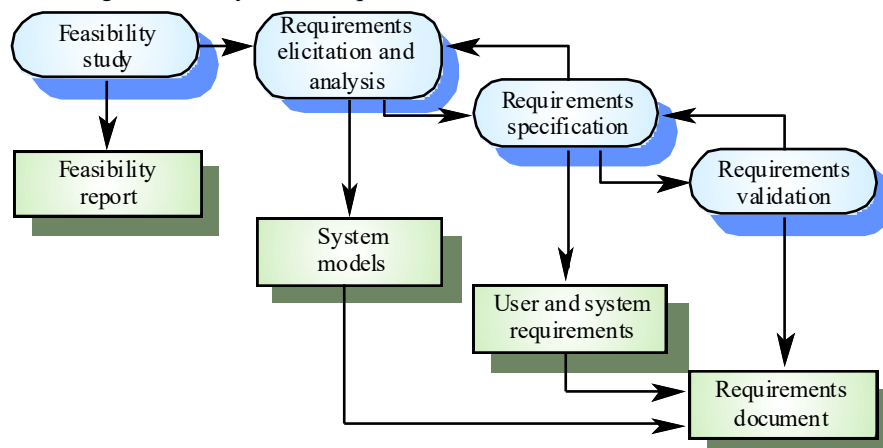 Feasibility
study
Requirements
elicitation and
analysis
Requirements
specification
Requirements
validation
Feasibility
report
System
models
User and system
requirements
Requirements
document